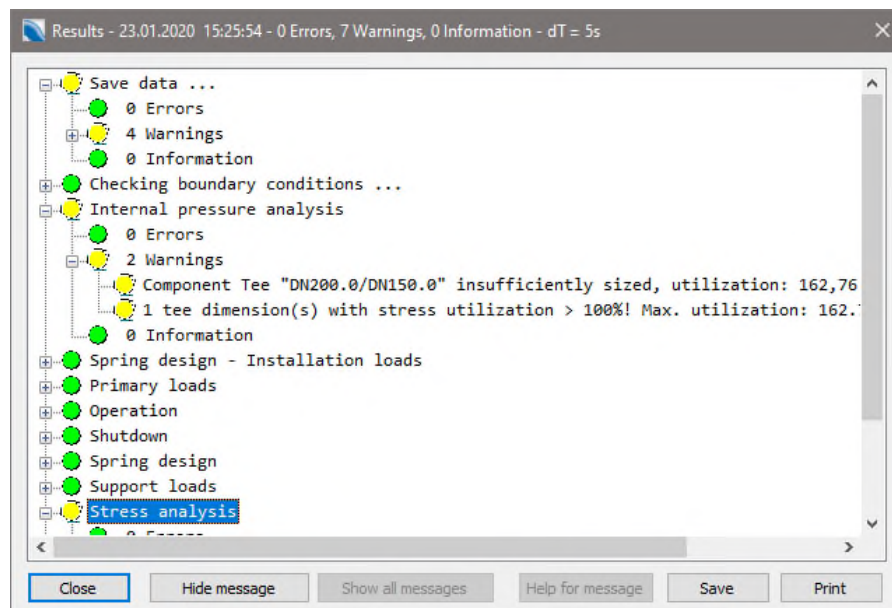 Results - 23.01.2020 15:25:54 - 0 Errors, 7 Warnings, 0 Information - dT = 5s
Save data ...
0 Errors
4 Warnings
0 Information
Checking boundary conditions ...
Internal pressure analysis
0 Errors
2 Warnings
Component Tee "DN200.0/DN150.0" insufficiently sized, utilization: 162,76
1 tee dimension(s) with stress utilization > 100%! Max. utilization: 162.
0 Information
Spring design - Installation loads
Primary loads
Operation
Shutdown
Spring design
Support loads
Stress analysis
0 Errors
Close Hide message Show all messages Help for message Save Print